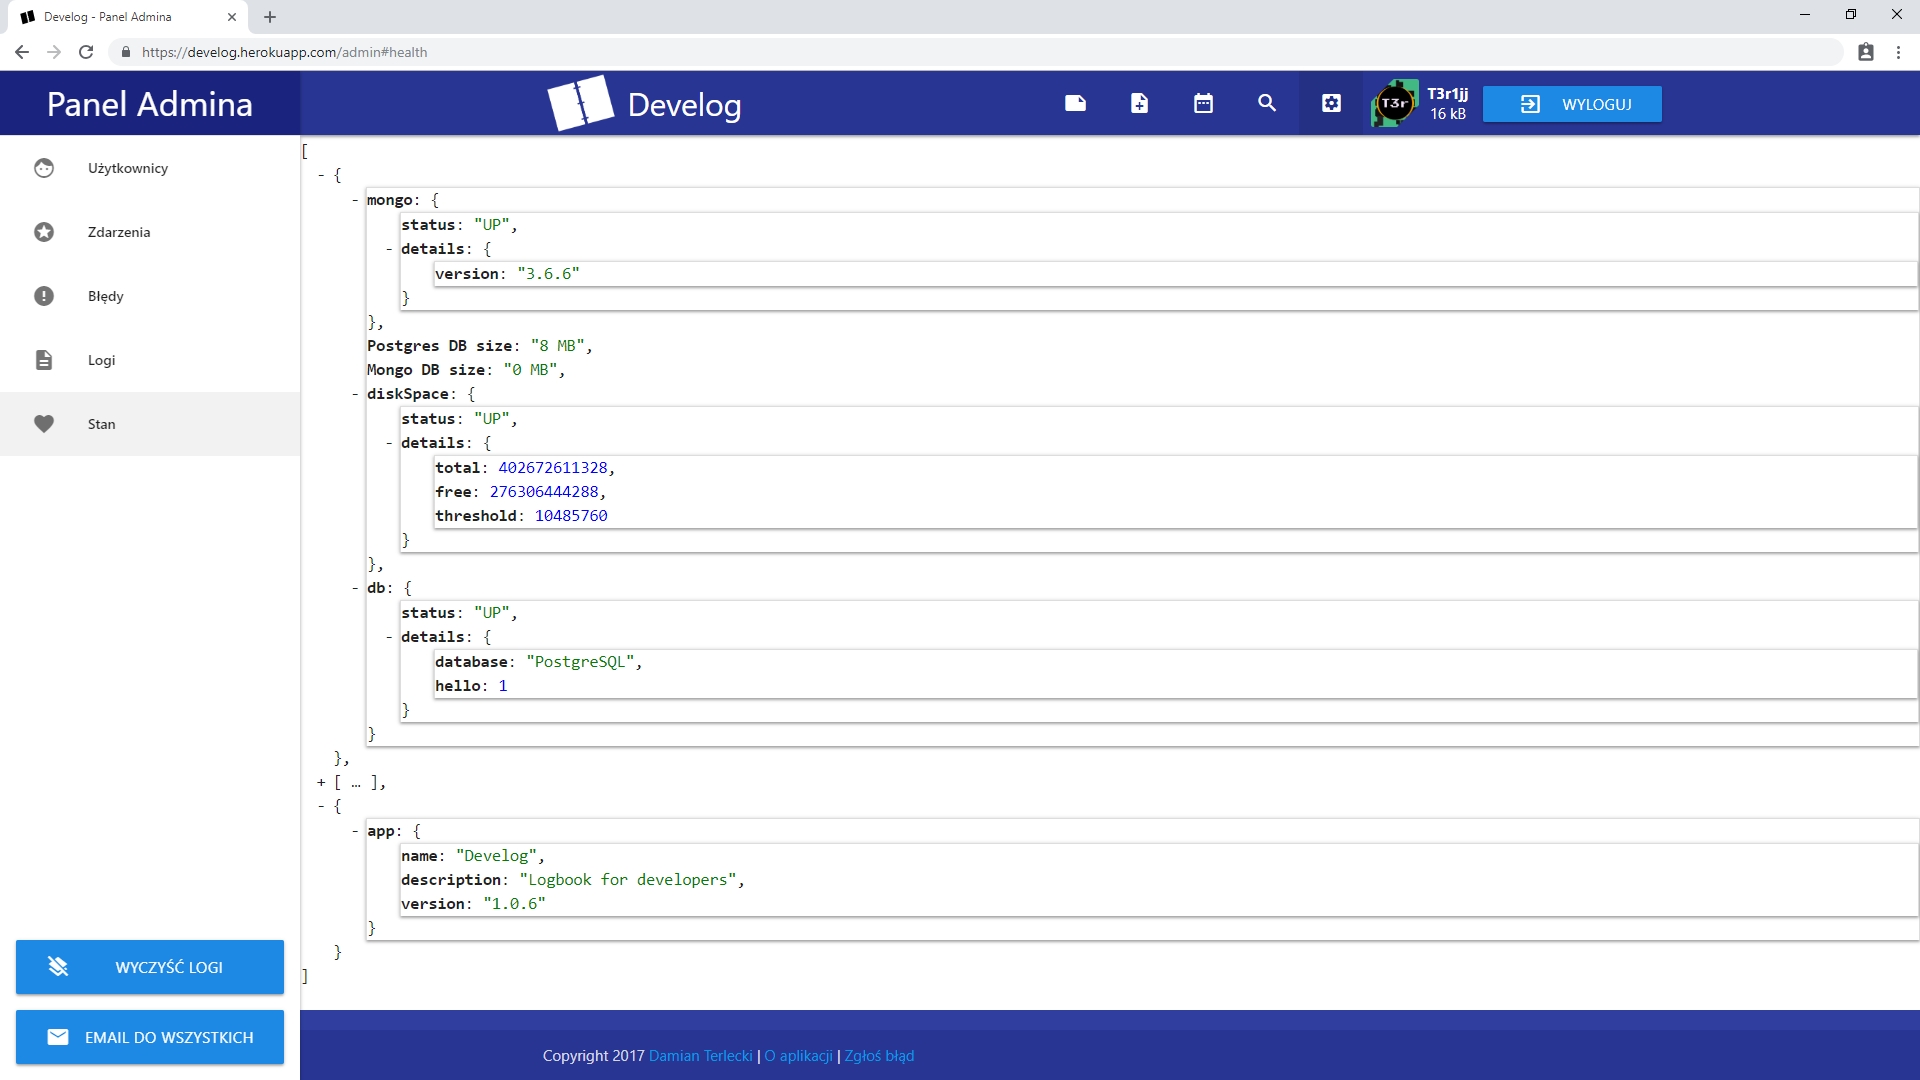 Develog - Panel Admina
https://develog.herokuapp.com/admin#health
Panel Admina
Develog
T3r
T3r1jj
16 kB
WYLOGUJ
Użytkownicy
Zdarzenia
Błędy
Logi
Stan
WYCZYŚĆ LOGI
EMAIL DO WSZYSTKICH
[
- {
- mongo: {
status: "UP",
- details: {
version: "3.6.6"
}
},
Postgres DB size: "8 MB",
Mongo DB size: "0 MB",
- diskSpace: {
status: "UP",
- details: {
total: 402672611328,
free: 276306444288,
threshold: 10485760
}
},
- db: {
status: "UP",
- details: {
database: "PostgreSQL",
hello: 1
}
}
},
+ [ … ],
- {
- app: {
name: "Develog",
description: "Logbook for developers",
version: "1.0.6"
}
}
]
Copyright 2017 Damian Terlecki | O aplikacji | Zgłoś błąd